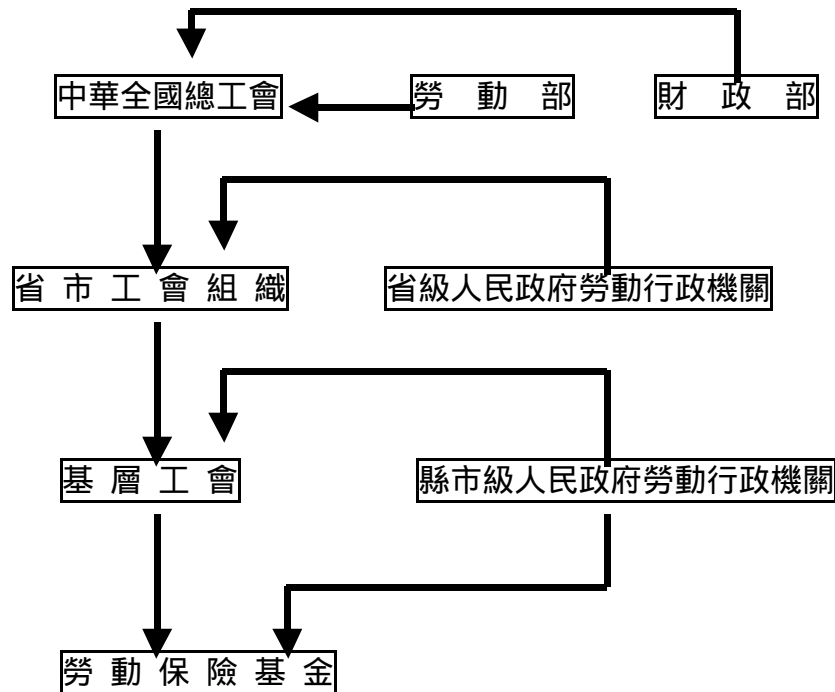 中華全國總工會
勞動部
財政部
省市工會組織
省級人民政府勞動行政機關
基層工會
縣市級人民政府勞動行政機關
勞動保險基金